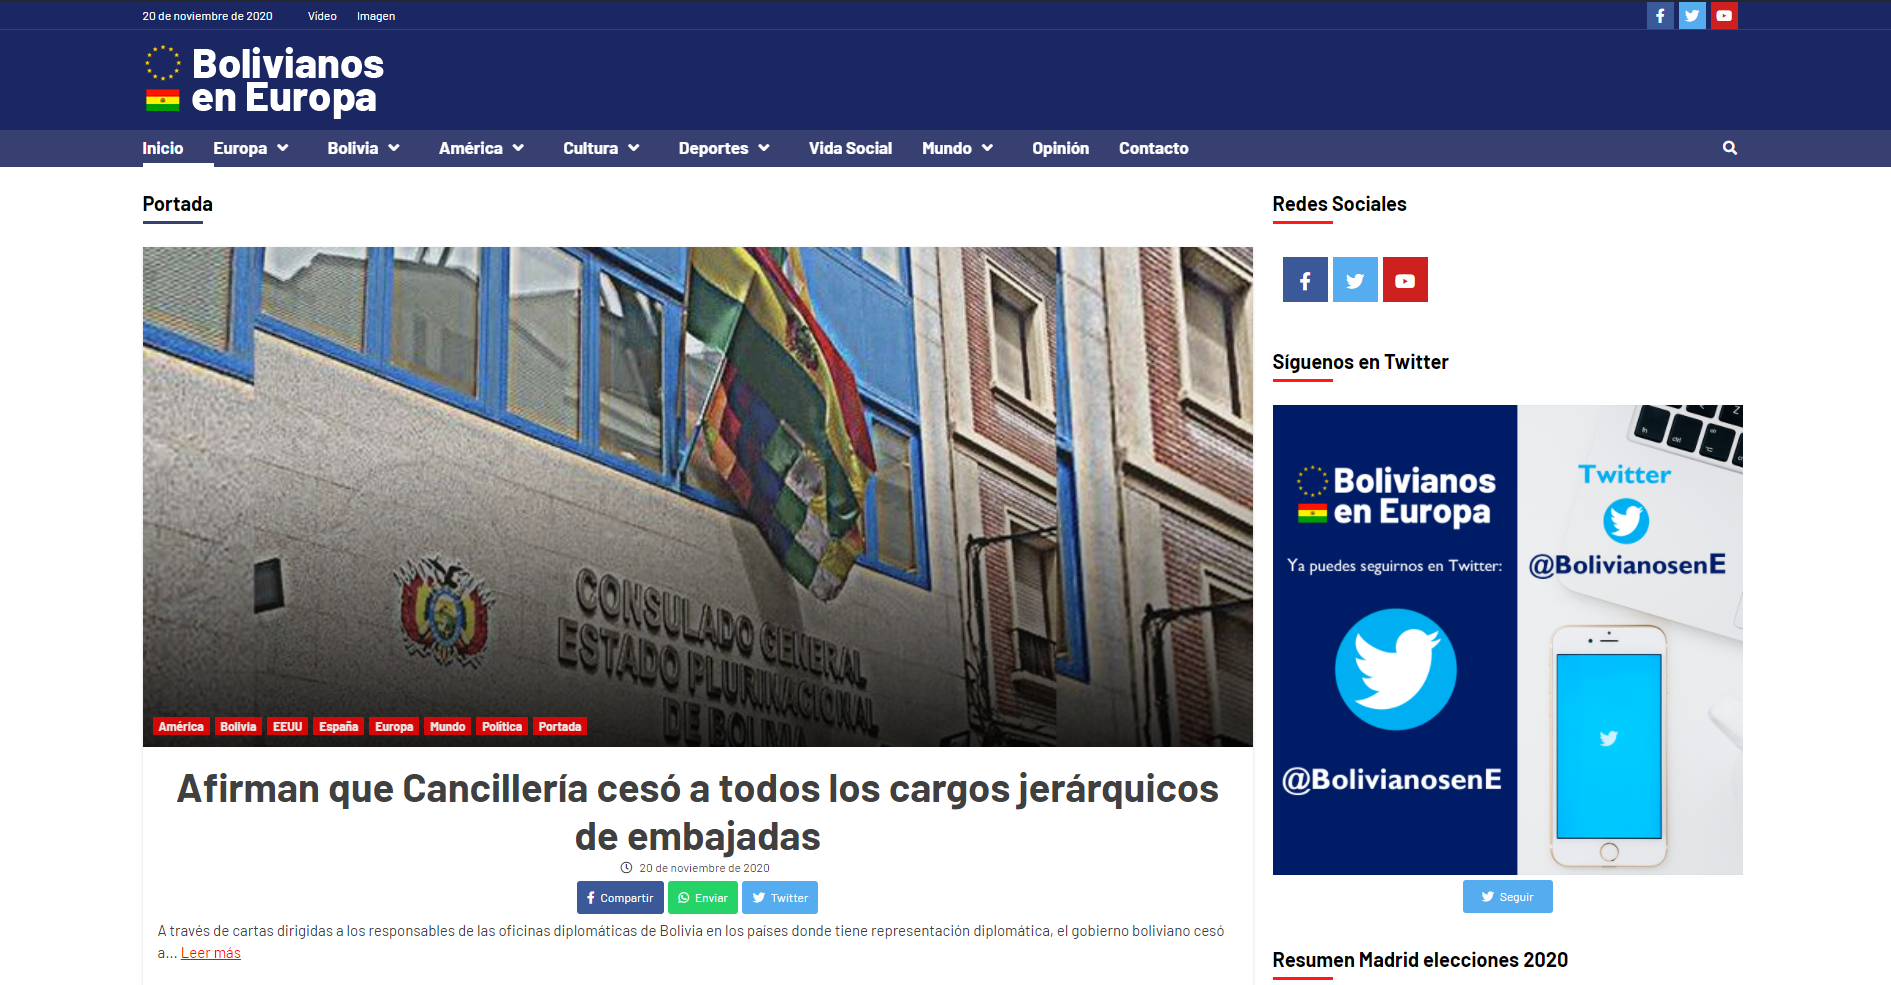 20 de noviembre de 2020 Vídeo Imagen
Bolivianos
en Europa
Inicio Europa Bolivia América Cultura Deportes Vida Social Mundo Opinión Contacto
Portada
CONSULADO GENERAL
ESTADO PLURINACIONAL
DE BOLIVIA
América Bolivia EEUU España Europa Mundo Política Portada
Afirman que Cancillería cesó a todos los cargos jerárquicos
de embajadas
20 de noviembre de 2020
Compartir Enviar Twitter
A través de cartas dirigidas a los responsables de las oficinas diplomáticas de Bolivia en los países donde tiene representación diplomática, el gobierno boliviano cesó
a... Leer más
Redes Sociales
Síguenos en Twitter
Bolivianos
en Europa
Ya puedes seguirnos en Twitter:
@BolivianosenE
Twitter
@BolivianosenE
fn ctrl
Z
Seguir
Resumen Madrid elecciones 2020